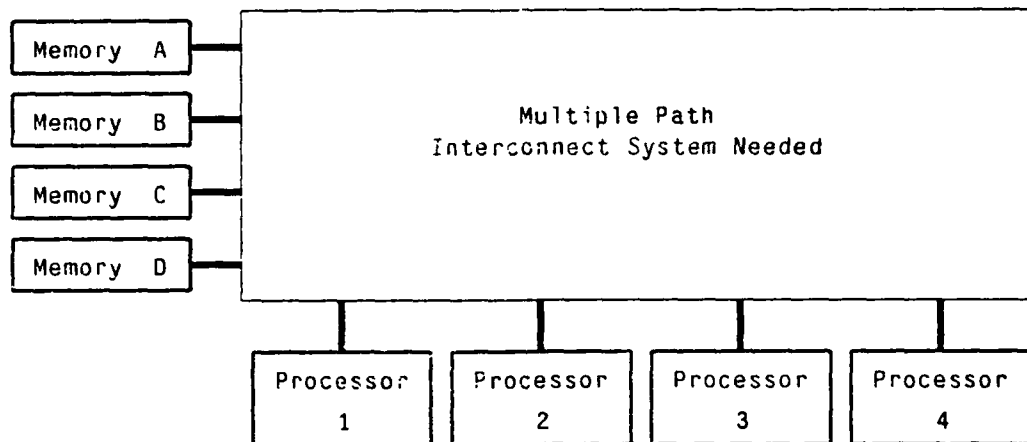 Memory A
Memory B
Memory C
Memory D
Multiple Path
Interconnect System Needed
Processor
1
Processor
2
Processor
3
Processor
4